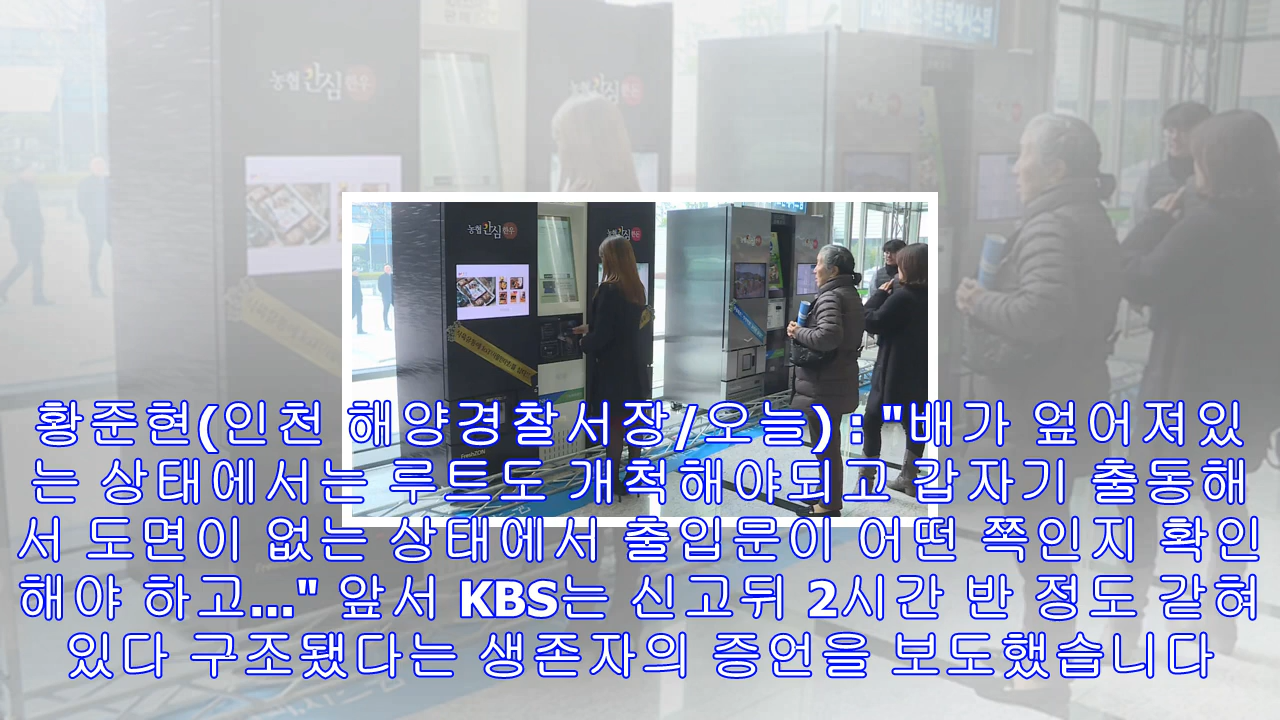 농협 안심한우
농협 안심한돈
FreshZON
황준현(인천 해양경찰서장/오늘) : "배가 엎어져있
는 상태에서는 루트도 개척해야되고 갑자기 출동해
서 도면이 없는 상태에서 출입문이 어떤 쪽인지 확인
해야 하고..." 앞서 KBS는 신고뒤 2시간 반 정도 갇혀
있다 구조됐다는 생존자의 증언을 보도했습니다